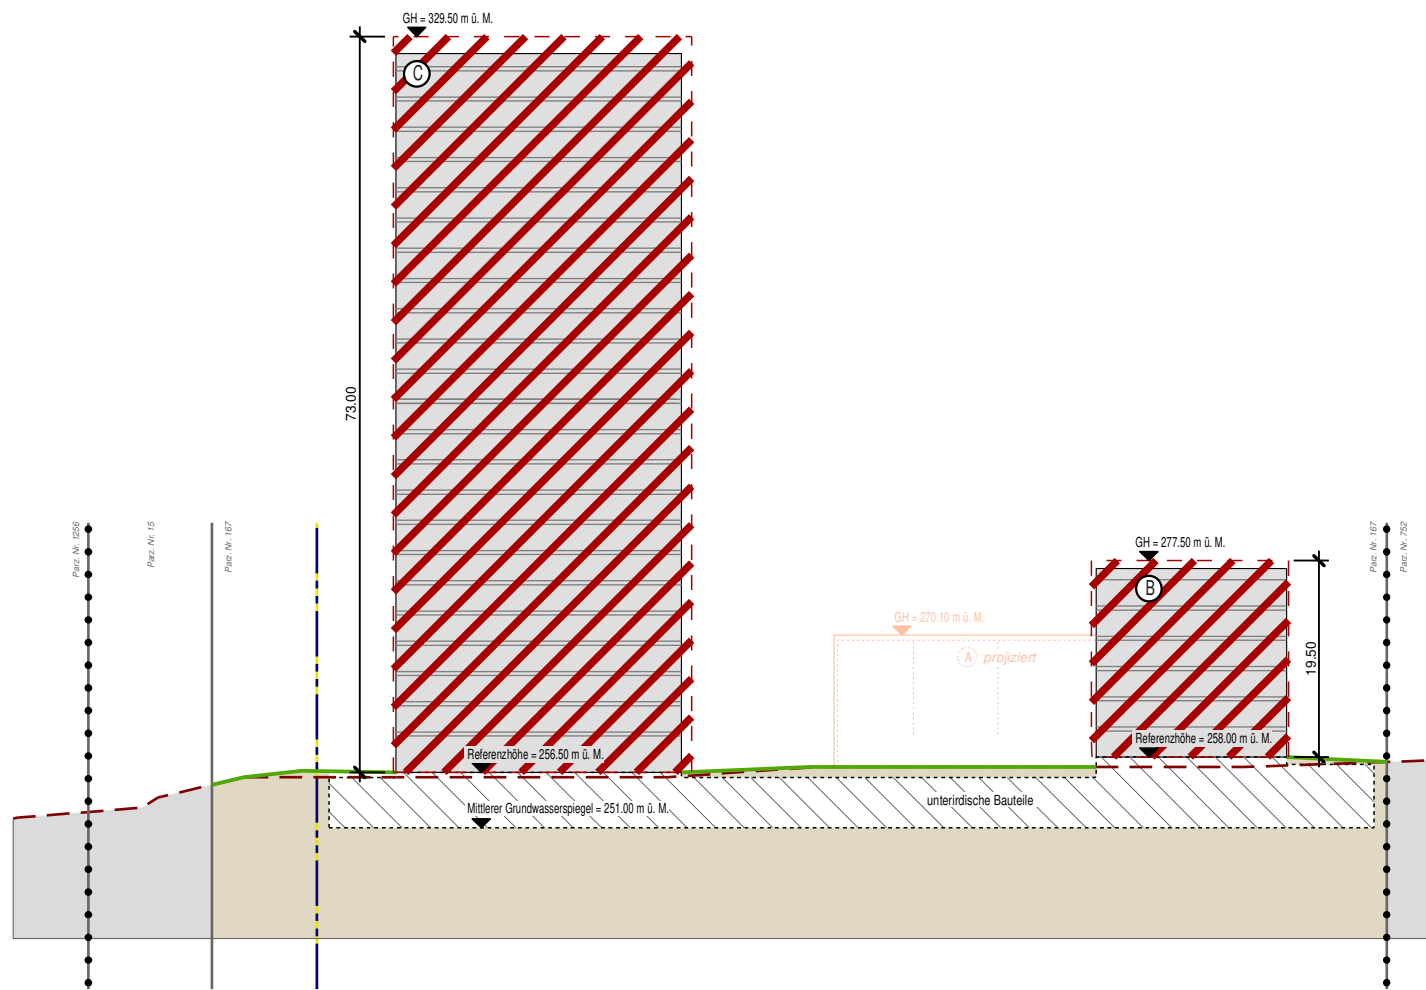 GH = 329.50 m ü. M.
C
73.00
Parz. Nr. 1256
Parz. Nr. 15
Parz. Nr. 167
Parz. Nr. 167
Parz. Nr. 752
GH = 277.50 m ü. M.
B
19.50
GH = 270.10 m ü. M.
A projiziert
Referenzhöhe = 256.50 m ü. M.
Referenzhöhe = 258.00 m ü. M.
Mittlerer Grundwasserspiegel = 251.00 m ü. M.
unterirdische Bauteile